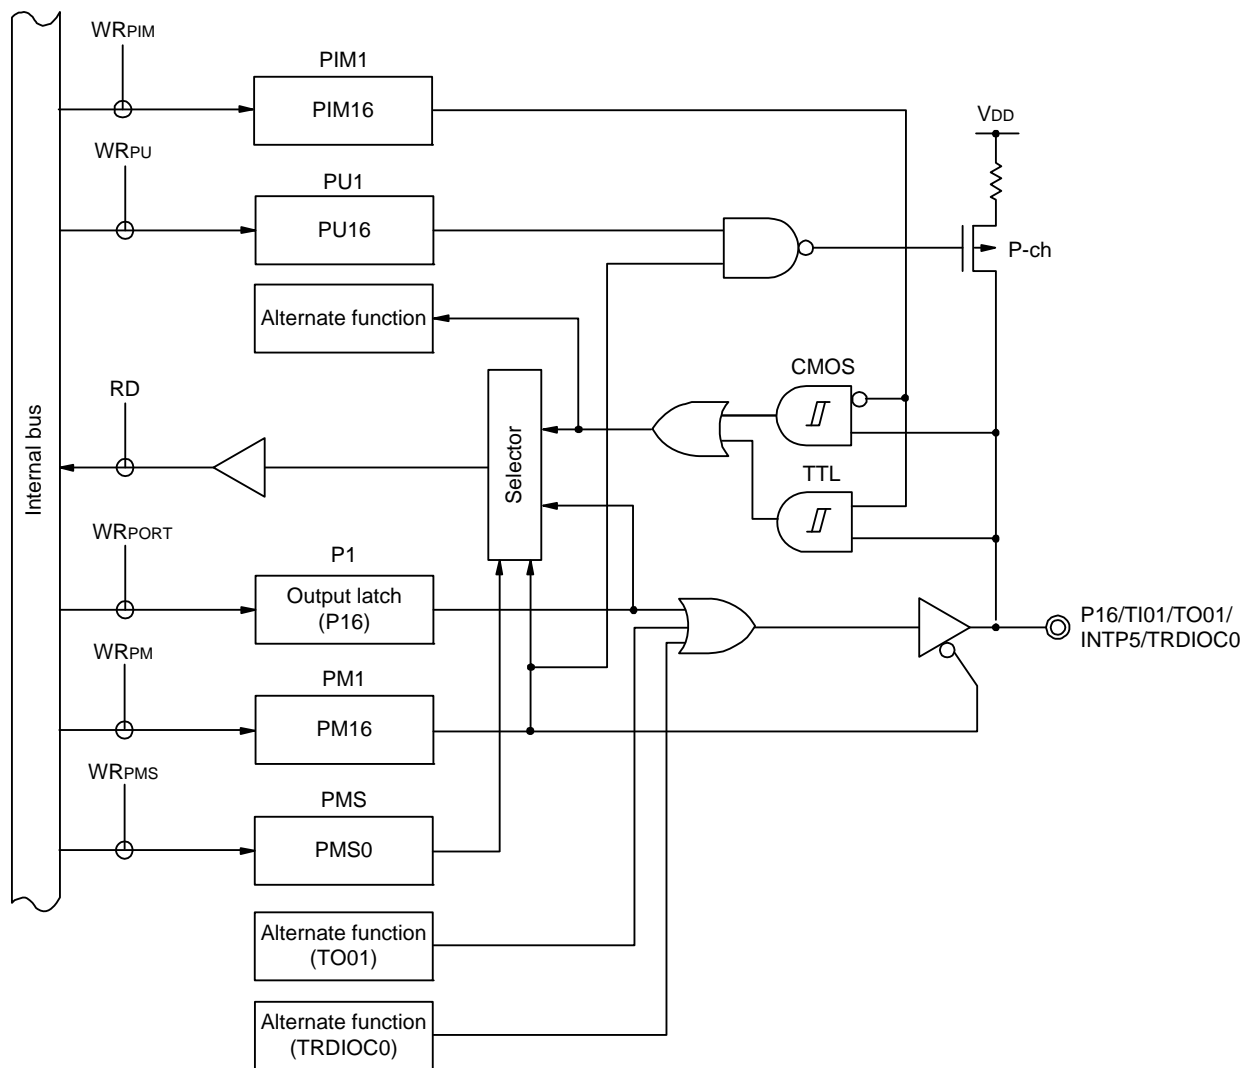 WRPIM
PIM1
PIM16
VDD
WRPU
PU1
PU16
P-ch
Alternate function
CMOS
RD
Internal bus
Selector
TTL
WRPORT
P1
Output latch
(P16)
P16/TI01/TO01/
INTP5/TRDIOC0
WRPM
PM1
PM16
WRPMS
PMS
PMS0
Alternate function
(TO01)
Alternate function
(TRDIOC0)